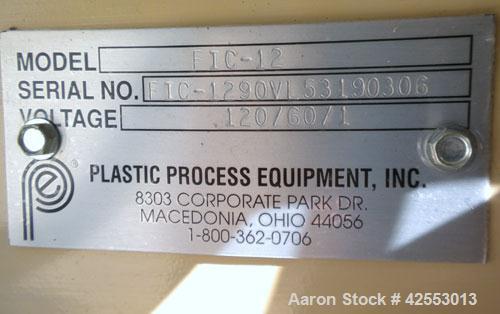 MODEL FIC-12
SERIAL NO. FIC-1290VL53190306
VOLTAGE 120/60/1
PE ®
PLASTIC PROCESS EQUIPMENT, INC.
8303 CORPORATE PARK DR.
MACEDONIA, OHIO 44056
1-800-362-0706
Aaron Stock # 42553013